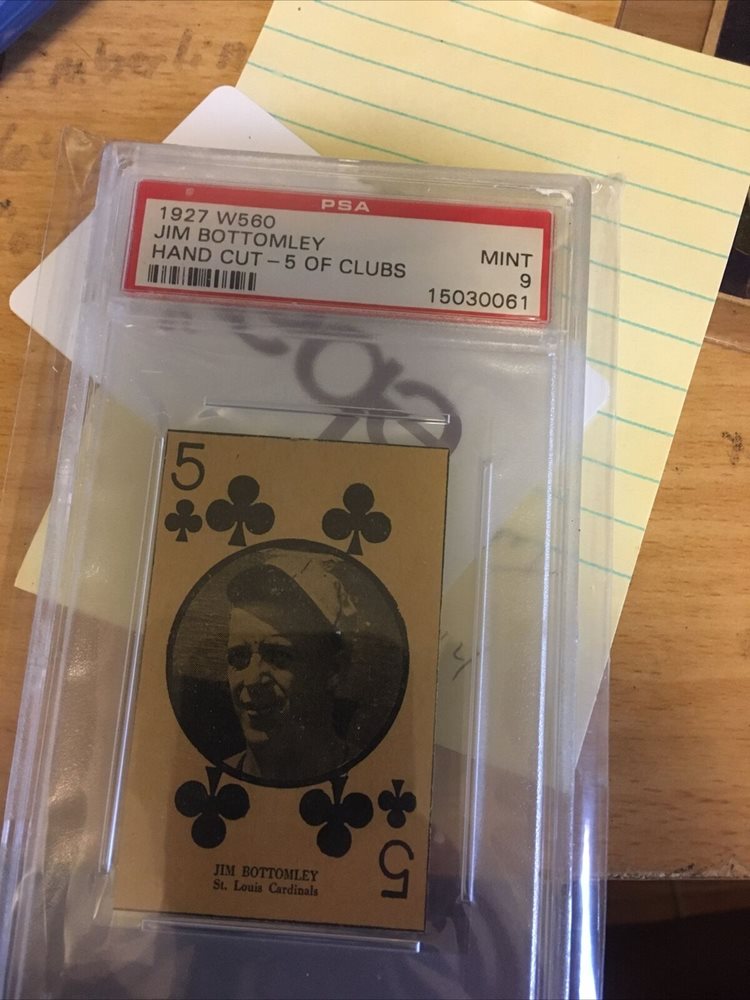 PSA
1927 W560
JIM BOTTOMLEY
HAND CUT - 5 OF CLUBS
MINT
9
15030061
5
JIM BOTTOMLEY
St. Louis Cardinals
5